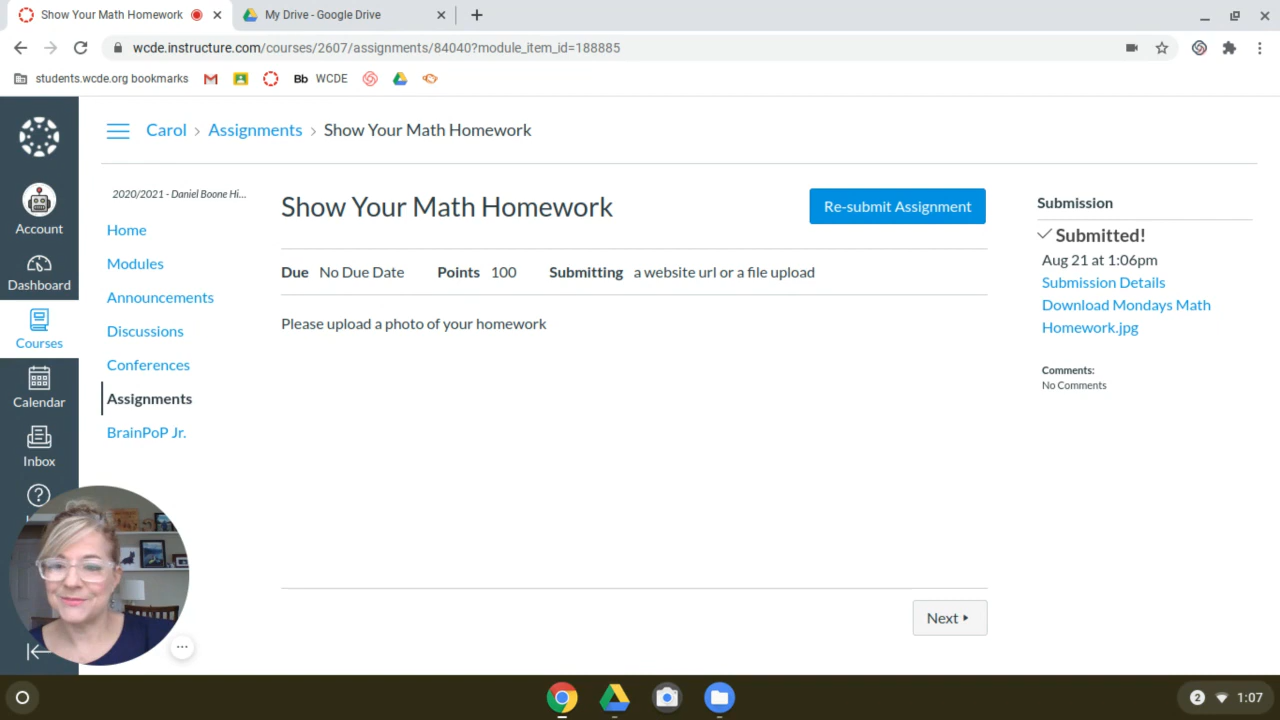 Show Your Math Homework
My Drive - Google Drive
wcde.instructure.com/courses/2607/assignments/84040?module_item_id=188885
students.wcde.org bookmarks
Bb WCDE
Carol › Assignments › Show Your Math Homework
2020/2021 - Daniel Boone Hi...
Home
Modules
Announcements
Discussions
Conferences
Assignments
BrainPoP Jr.
Account
Dashboard
Courses
Calendar
Inbox
Show Your Math Homework
Re-submit Assignment
Due No Due Date Points 100 Submitting a website url or a file upload
Please upload a photo of your homework
Next
Submission
Submitted!
Aug 21 at 1:06pm
Submission Details
Download Mondays Math
Homework.jpg
Comments:
No Comments
2 1:07